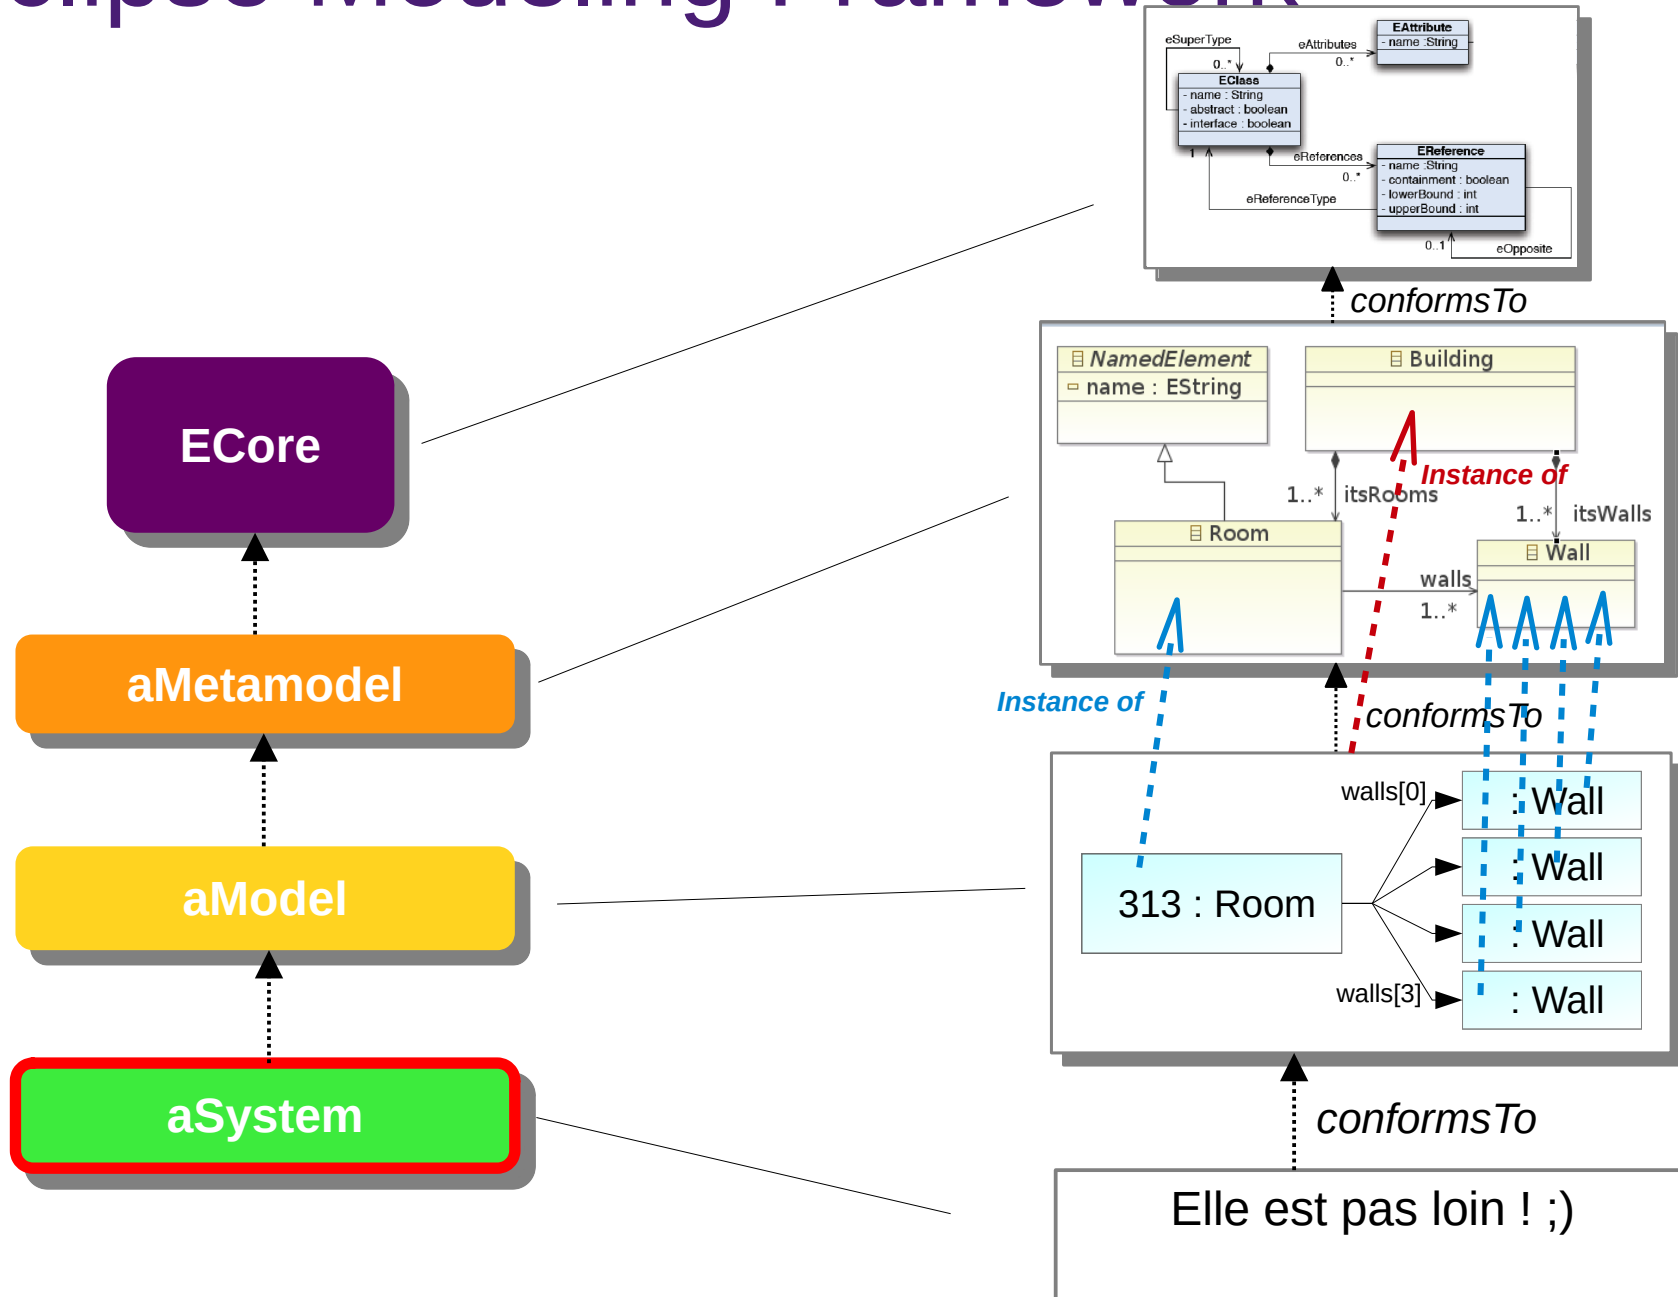 eSuperType
0..*
eAttributes
0..*
EAttribute
- name :String
EClass
- name : String
- abstract : boolean
- interface : boolean
1
eReferences
0..*
eReferenceType
EReference
- name :String
- containment : boolean
- lowerBound : int
- upperBound : int
0..1
eOpposite
conformsTo
ECore
NamedElement
name : EString
Building
Instance of
1..* itsRooms
1..* itsWalls
Room
Wall
walls
1..*
aMetamodel
Instance of
conformsTo
walls[0]
: Wall
: Wall
aModel
313 : Room
: Wall
walls[3]
: Wall
aSystem
conformsTo
Elle est pas loin ! ;)